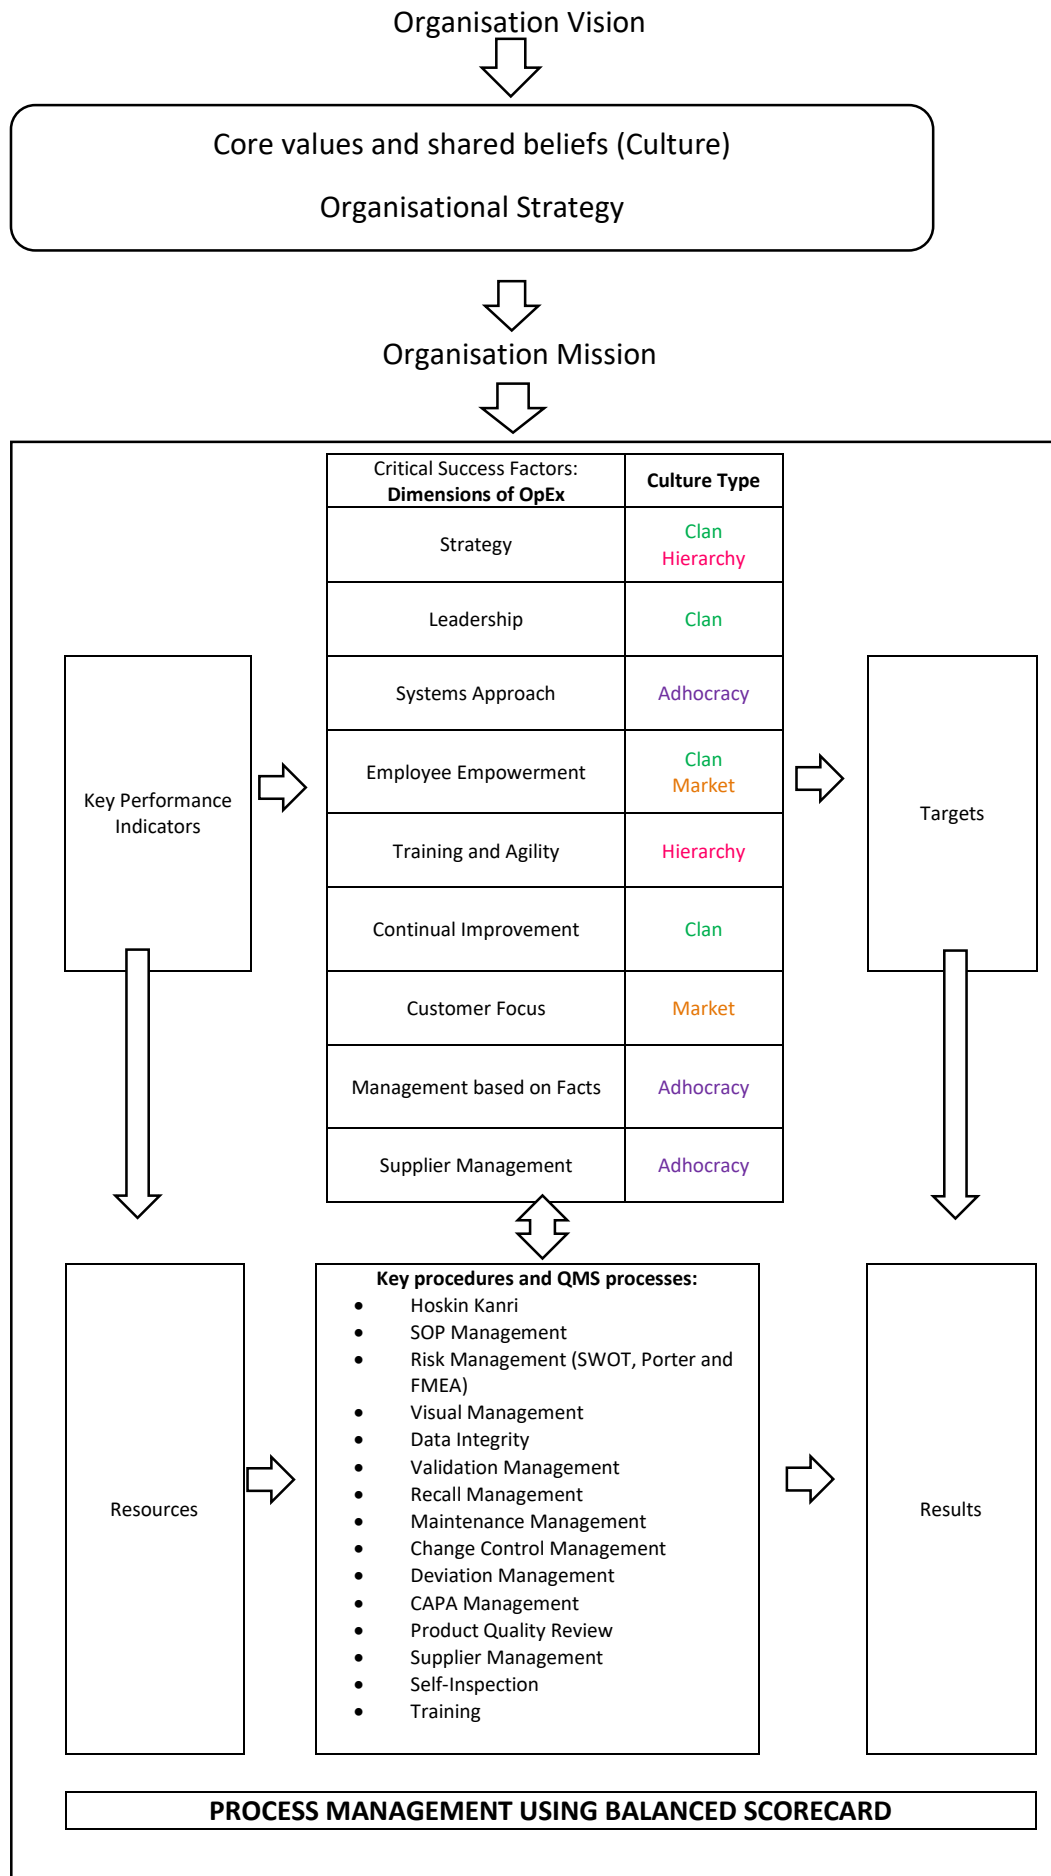 Organisation Vision
Core values and shared beliefs (Culture)
Organisational Strategy
Organisation Mission
Critical Success Factors:
Dimensions of OpEx
Culture Type
Strategy
Clan
Hierarchy
Leadership
Clan
Systems Approach
Adhocracy
Employee Empowerment
Clan
Market
Training and Agility
Hierarchy
Continual Improvement
Clan
Customer Focus
Market
Management based on Facts
Adhocracy
Supplier Management
Adhocracy
Key Performance
Indicators
Targets
Resources
Key procedures and QMS processes:
• Hoskin Kanri
• SOP Management
• Risk Management (SWOT, Porter and
FMEA)
• Visual Management
• Data Integrity
• Validation Management
• Recall Management
• Maintenance Management
• Change Control Management
• Deviation Management
• CAPA Management
• Product Quality Review
• Supplier Management
• Self-Inspection
• Training
Results
PROCESS MANAGEMENT USING BALANCED SCORECARD